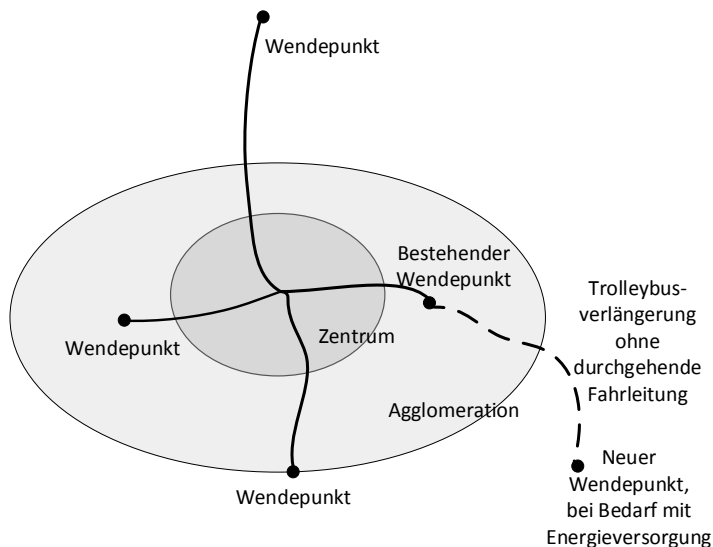 Wendepunkt
Bestehender
Wendepunkt
Trolleybus-
verlängerung
ohne
durchgehende
Fahrleitung
Wendepunkt
Zentrum
Agglomeration
Wendepunkt
Neuer
Wendepunkt,
bei Bedarf mit
Energieversorgung